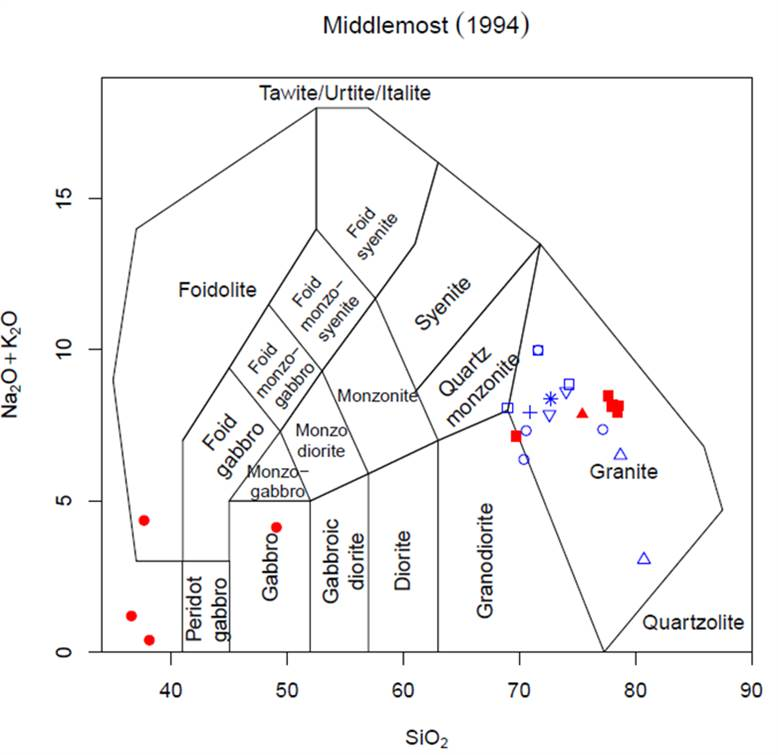 Middlemost (1994)
Tawite/Urtite/Italite
Foid
syenite
Foidolite
Foid
monzo–
syenite
Syenite
Foid
monzo–
gabbro
Quartz
monzonite
Monzonite
Foid
gabbro
Monzo
diorite
Monzo–
gabbro
Granite
Peridot
gabbro
Gabbro
Gabbroic
diorite
Diorite
Granodiorite
Quartzolite
Na₂O + K₂O
0
5
10
15
40
50
60
70
80
90
SiO₂